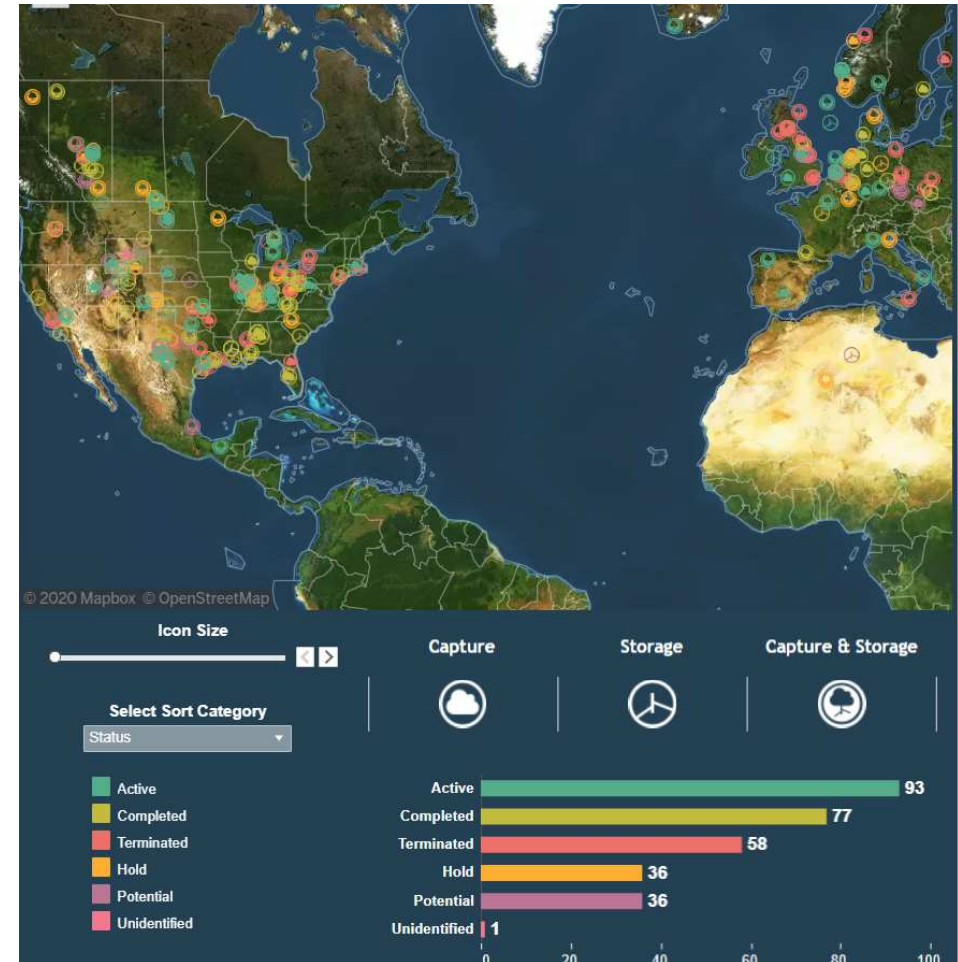 © 2020 Mapbox © OpenStreetMap
Icon Size
Capture
Storage
Capture & Storage
Select Sort Category
Status
Active
Completed
Terminated
Hold
Potential
Unidentified
Active 93
Completed 77
Terminated 58
Hold 36
Potential 36
Unidentified 1
0 20 40 60 80 100